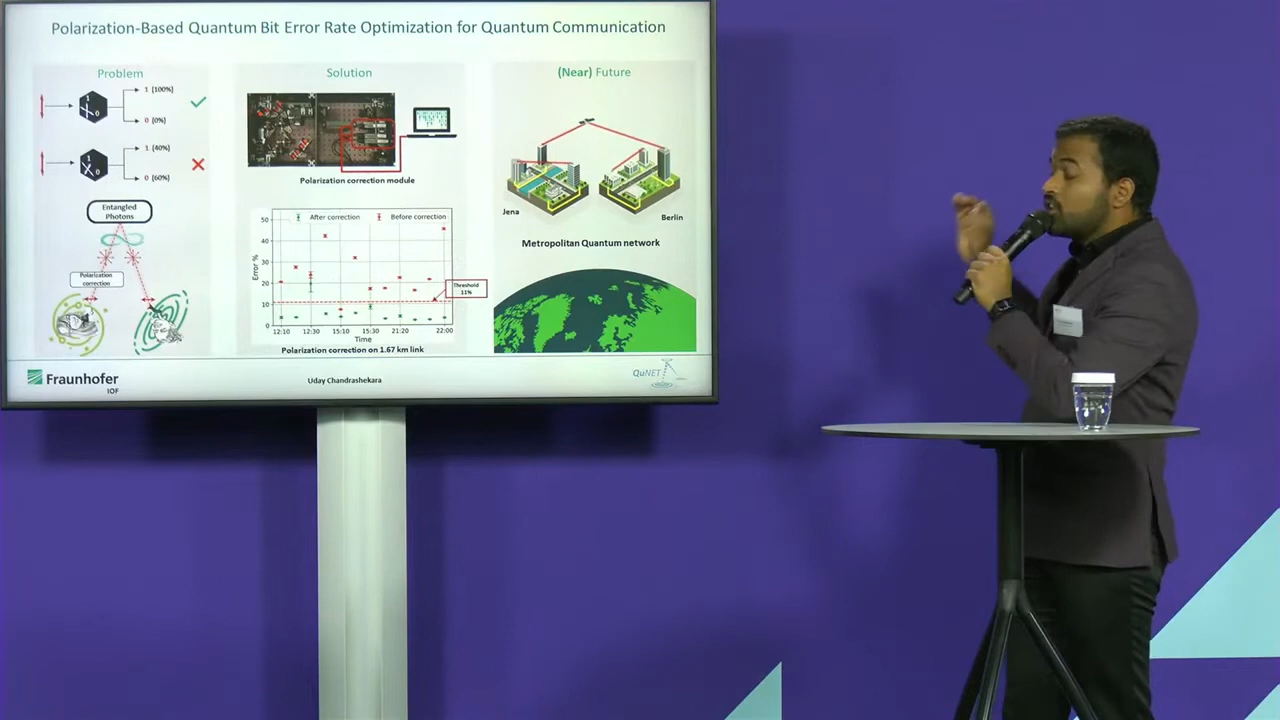 Polarization-Based Quantum Bit Error Rate Optimization for Quantum Communication
Problem
1 (100%)
0 (0%)
1 (40%)
0 (60%)
Entangled
Photons
Polarization
correction
Solution
Polarization correction module
After correction
Before correction
Error %
50
40
30
20
10
0
Threshold
11%
12:10
12:30
15:10
15:30
21:20
22:00
Time
Polarization correction on 1.67 km link
(Near) Future
Jena
Berlin
Metropolitan Quantum network
Fraunhofer
IOF
Uday Chandrashekara
QuNET